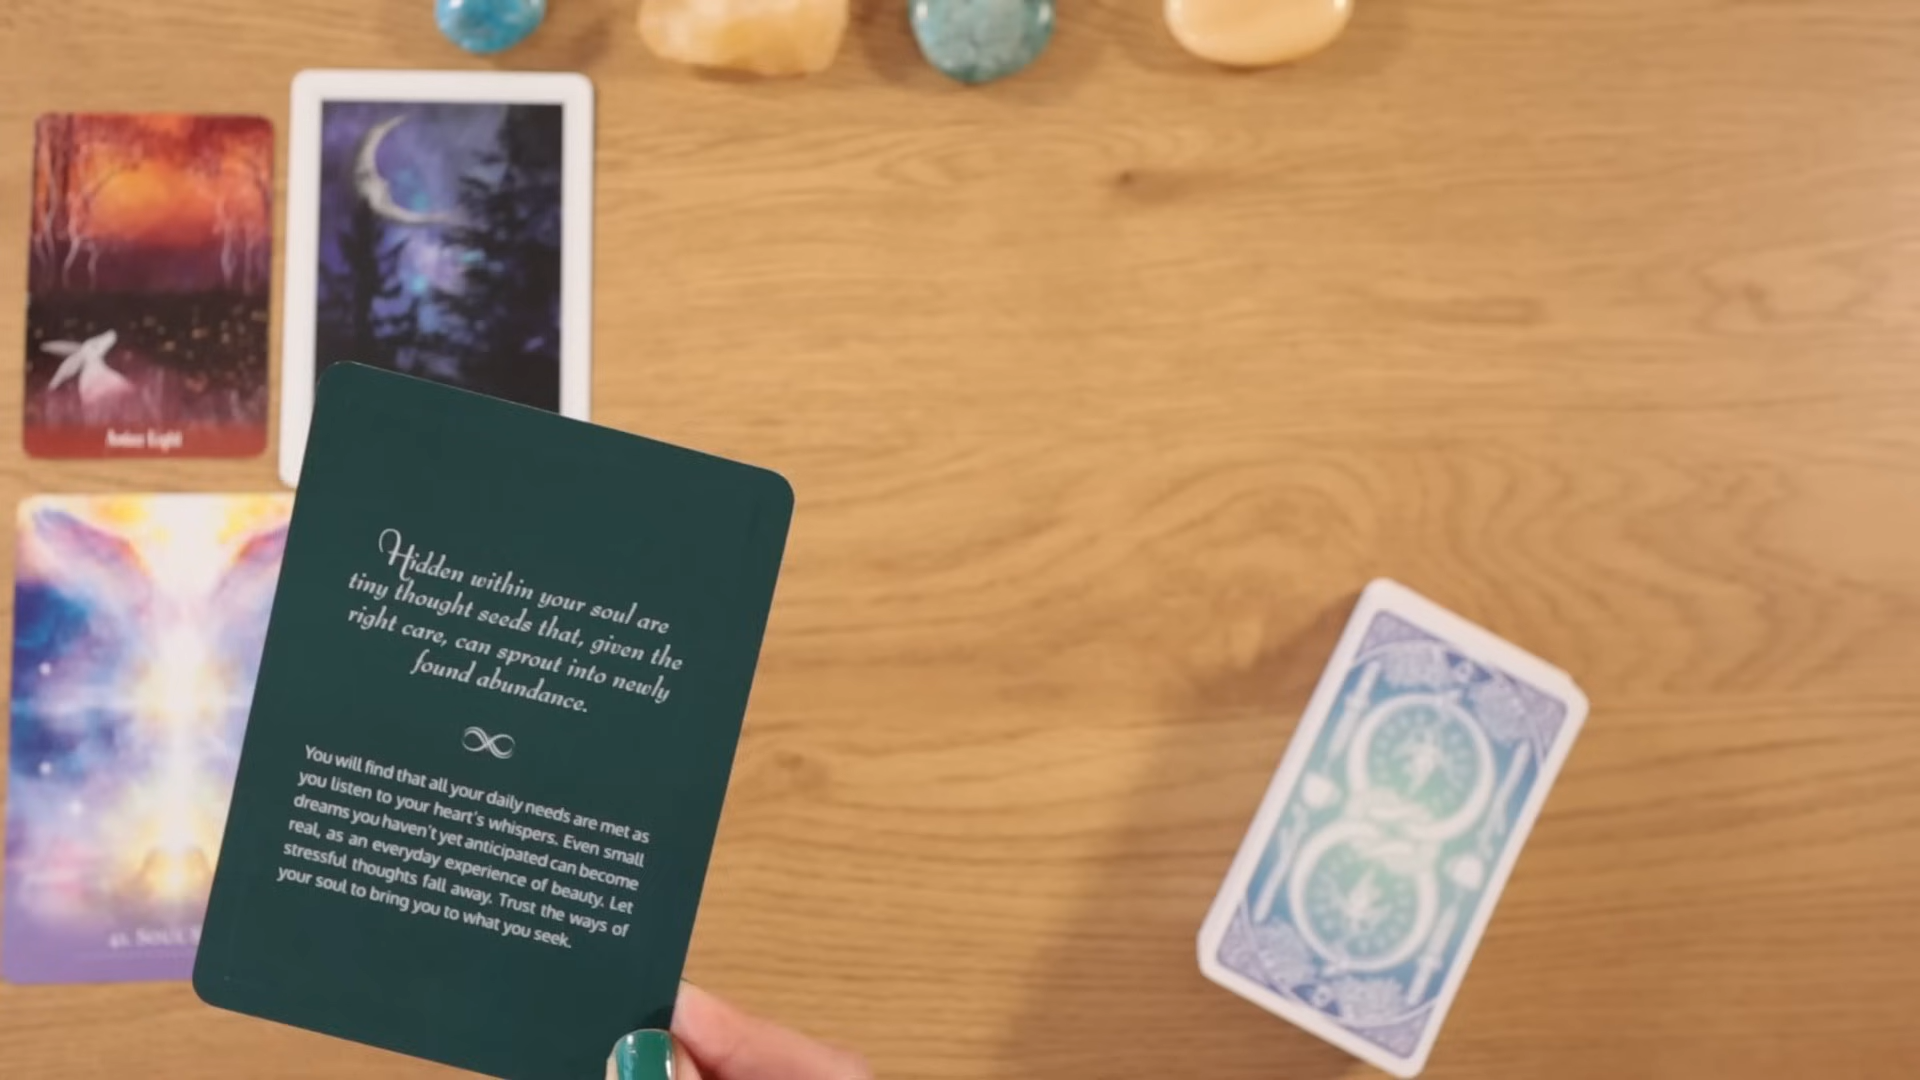 Light
Hidden within your soul are
tiny thought seeds that, given the
right care, can sprout into newly
found abundance.
You will find that all your daily needs are met as
you listen to your heart's whispers. Even small
dreams you haven't yet anticipated can become
real, as an everyday experience of beauty. Let
stressful thoughts fall away. Trust the ways of
your soul to bring you to what you seek.
SOUL